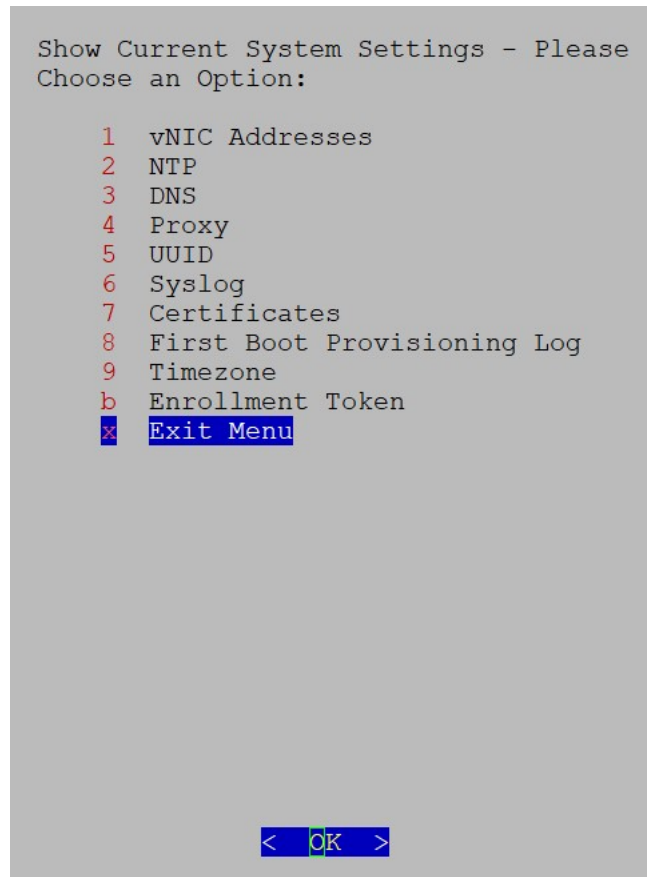 Show Current System Settings - Please
Choose an Option:
1 vNIC Addresses
2 NTP
3 DNS
4 Proxy
5 UUID
6 Syslog
7 Certificates
8 First Boot Provisioning Log
9 Timezone
b Enrollment Token
x Exit Menu
< OK >